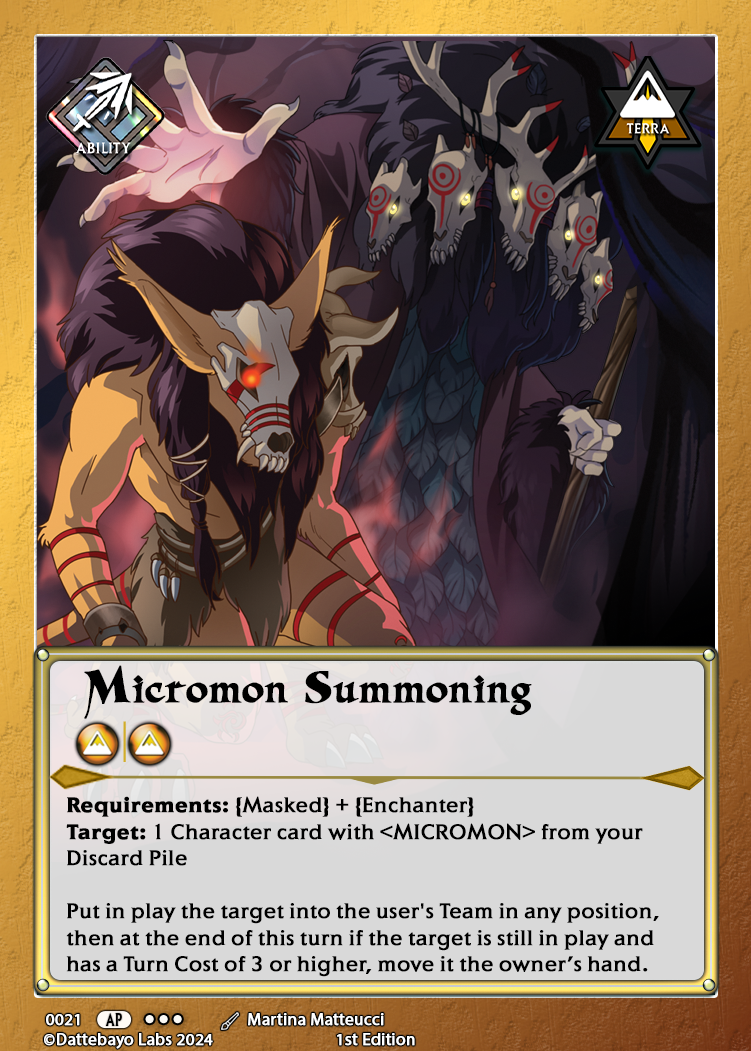 ABILITY
TERRA
Micromon Summoning
Requirements: {Masked} + {Enchanter}
Target: 1 Character card with <MICROMON> from your
Discard Pile
Put in play the target into the user's Team in any position,
then at the end of this turn if the target is still in play and
has a Turn Cost of 3 or higher, move it the owner’s hand.
0021 AP Martina Matteucci
©Dattebayo Labs 2024 1st Edition